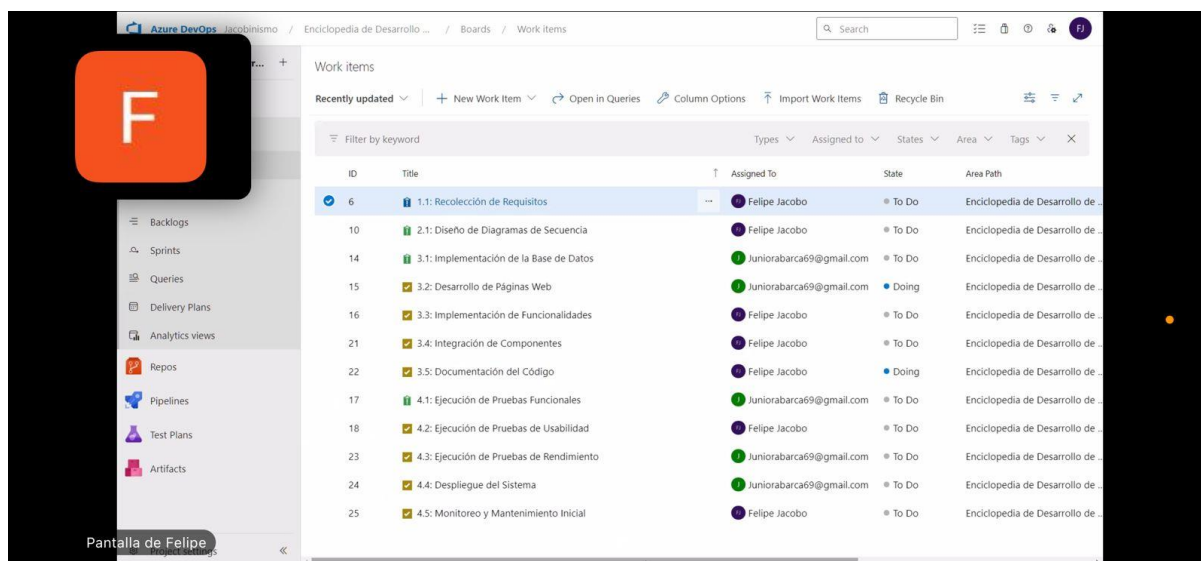 Azure DevOps Jacobinismo / Enciclopedia de Desarrollo ... / Boards / Work items Search FJ
F
r... +
Work items
Recently updated + New Work Item Open in Queries Column Options Import Work Items Recycle Bin
Filter by keyword Types Assigned to States Area Tags
ID Title ↑ Assigned To State Area Path
6 1.1: Recolección de Requisitos ... Felipe Jacobo To Do Enciclopedia de Desarrollo de ...
10 2.1: Diseño de Diagramas de Secuencia Felipe Jacobo To Do Enciclopedia de Desarrollo de ...
14 3.1: Implementación de la Base de Datos J Juniorabarca69@gmail.com To Do Enciclopedia de Desarrollo de ...
15 3.2: Desarrollo de Páginas Web J Juniorabarca69@gmail.com Doing Enciclopedia de Desarrollo de ...
16 3.3: Implementación de Funcionalidades Felipe Jacobo To Do Enciclopedia de Desarrollo de ...
21 3.4: Integración de Componentes Felipe Jacobo To Do Enciclopedia de Desarrollo de ...
22 3.5: Documentación del Código Felipe Jacobo Doing Enciclopedia de Desarrollo de ...
17 4.1: Ejecución de Pruebas Funcionales J Juniorabarca69@gmail.com To Do Enciclopedia de Desarrollo de ...
18 4.2: Ejecución de Pruebas de Usabilidad Felipe Jacobo To Do Enciclopedia de Desarrollo de ...
23 4.3: Ejecución de Pruebas de Rendimiento J Juniorabarca69@gmail.com To Do Enciclopedia de Desarrollo de ...
24 4.4: Despliegue del Sistema J Juniorabarca69@gmail.com To Do Enciclopedia de Desarrollo de ...
25 4.5: Monitoreo y Mantenimiento Inicial Felipe Jacobo To Do Enciclopedia de Desarrollo de ...
Backlogs
Sprints
Queries
Delivery Plans
Analytics views
Repos
Pipelines
Test Plans
Artifacts
Project settings
Pantalla de Felipe